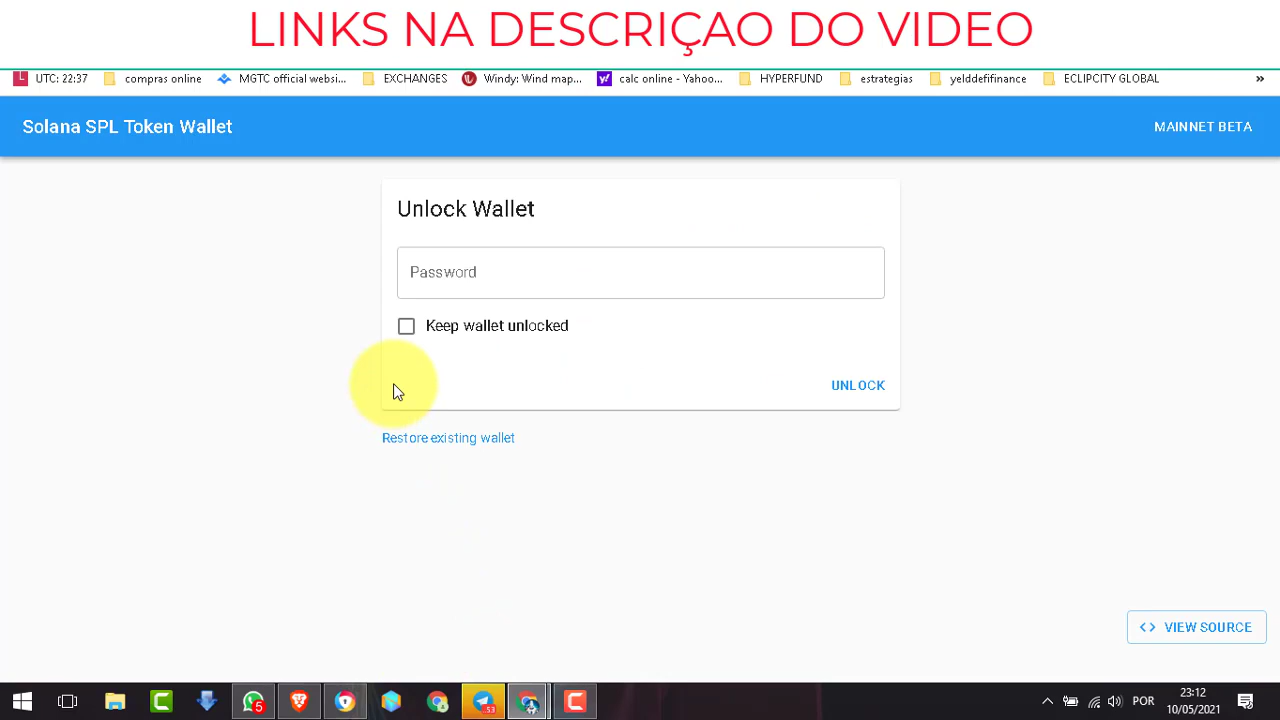 LINKS NA DESCRIÇAO DO VIDEO
UTC: 22:37 compras online MGTC official websi... EXCHANGES Windy: Wind map... calc online - Yahoo... HYPERFUND estrategias yelddefifinance ECLIPCITY GLOBAL »
Solana SPL Token Wallet MAINNET BETA
Unlock Wallet
Password
Keep wallet unlocked
UNLOCK
Restore existing wallet
<> VIEW SOURCE
5 53 POR 23:12
10/05/2021